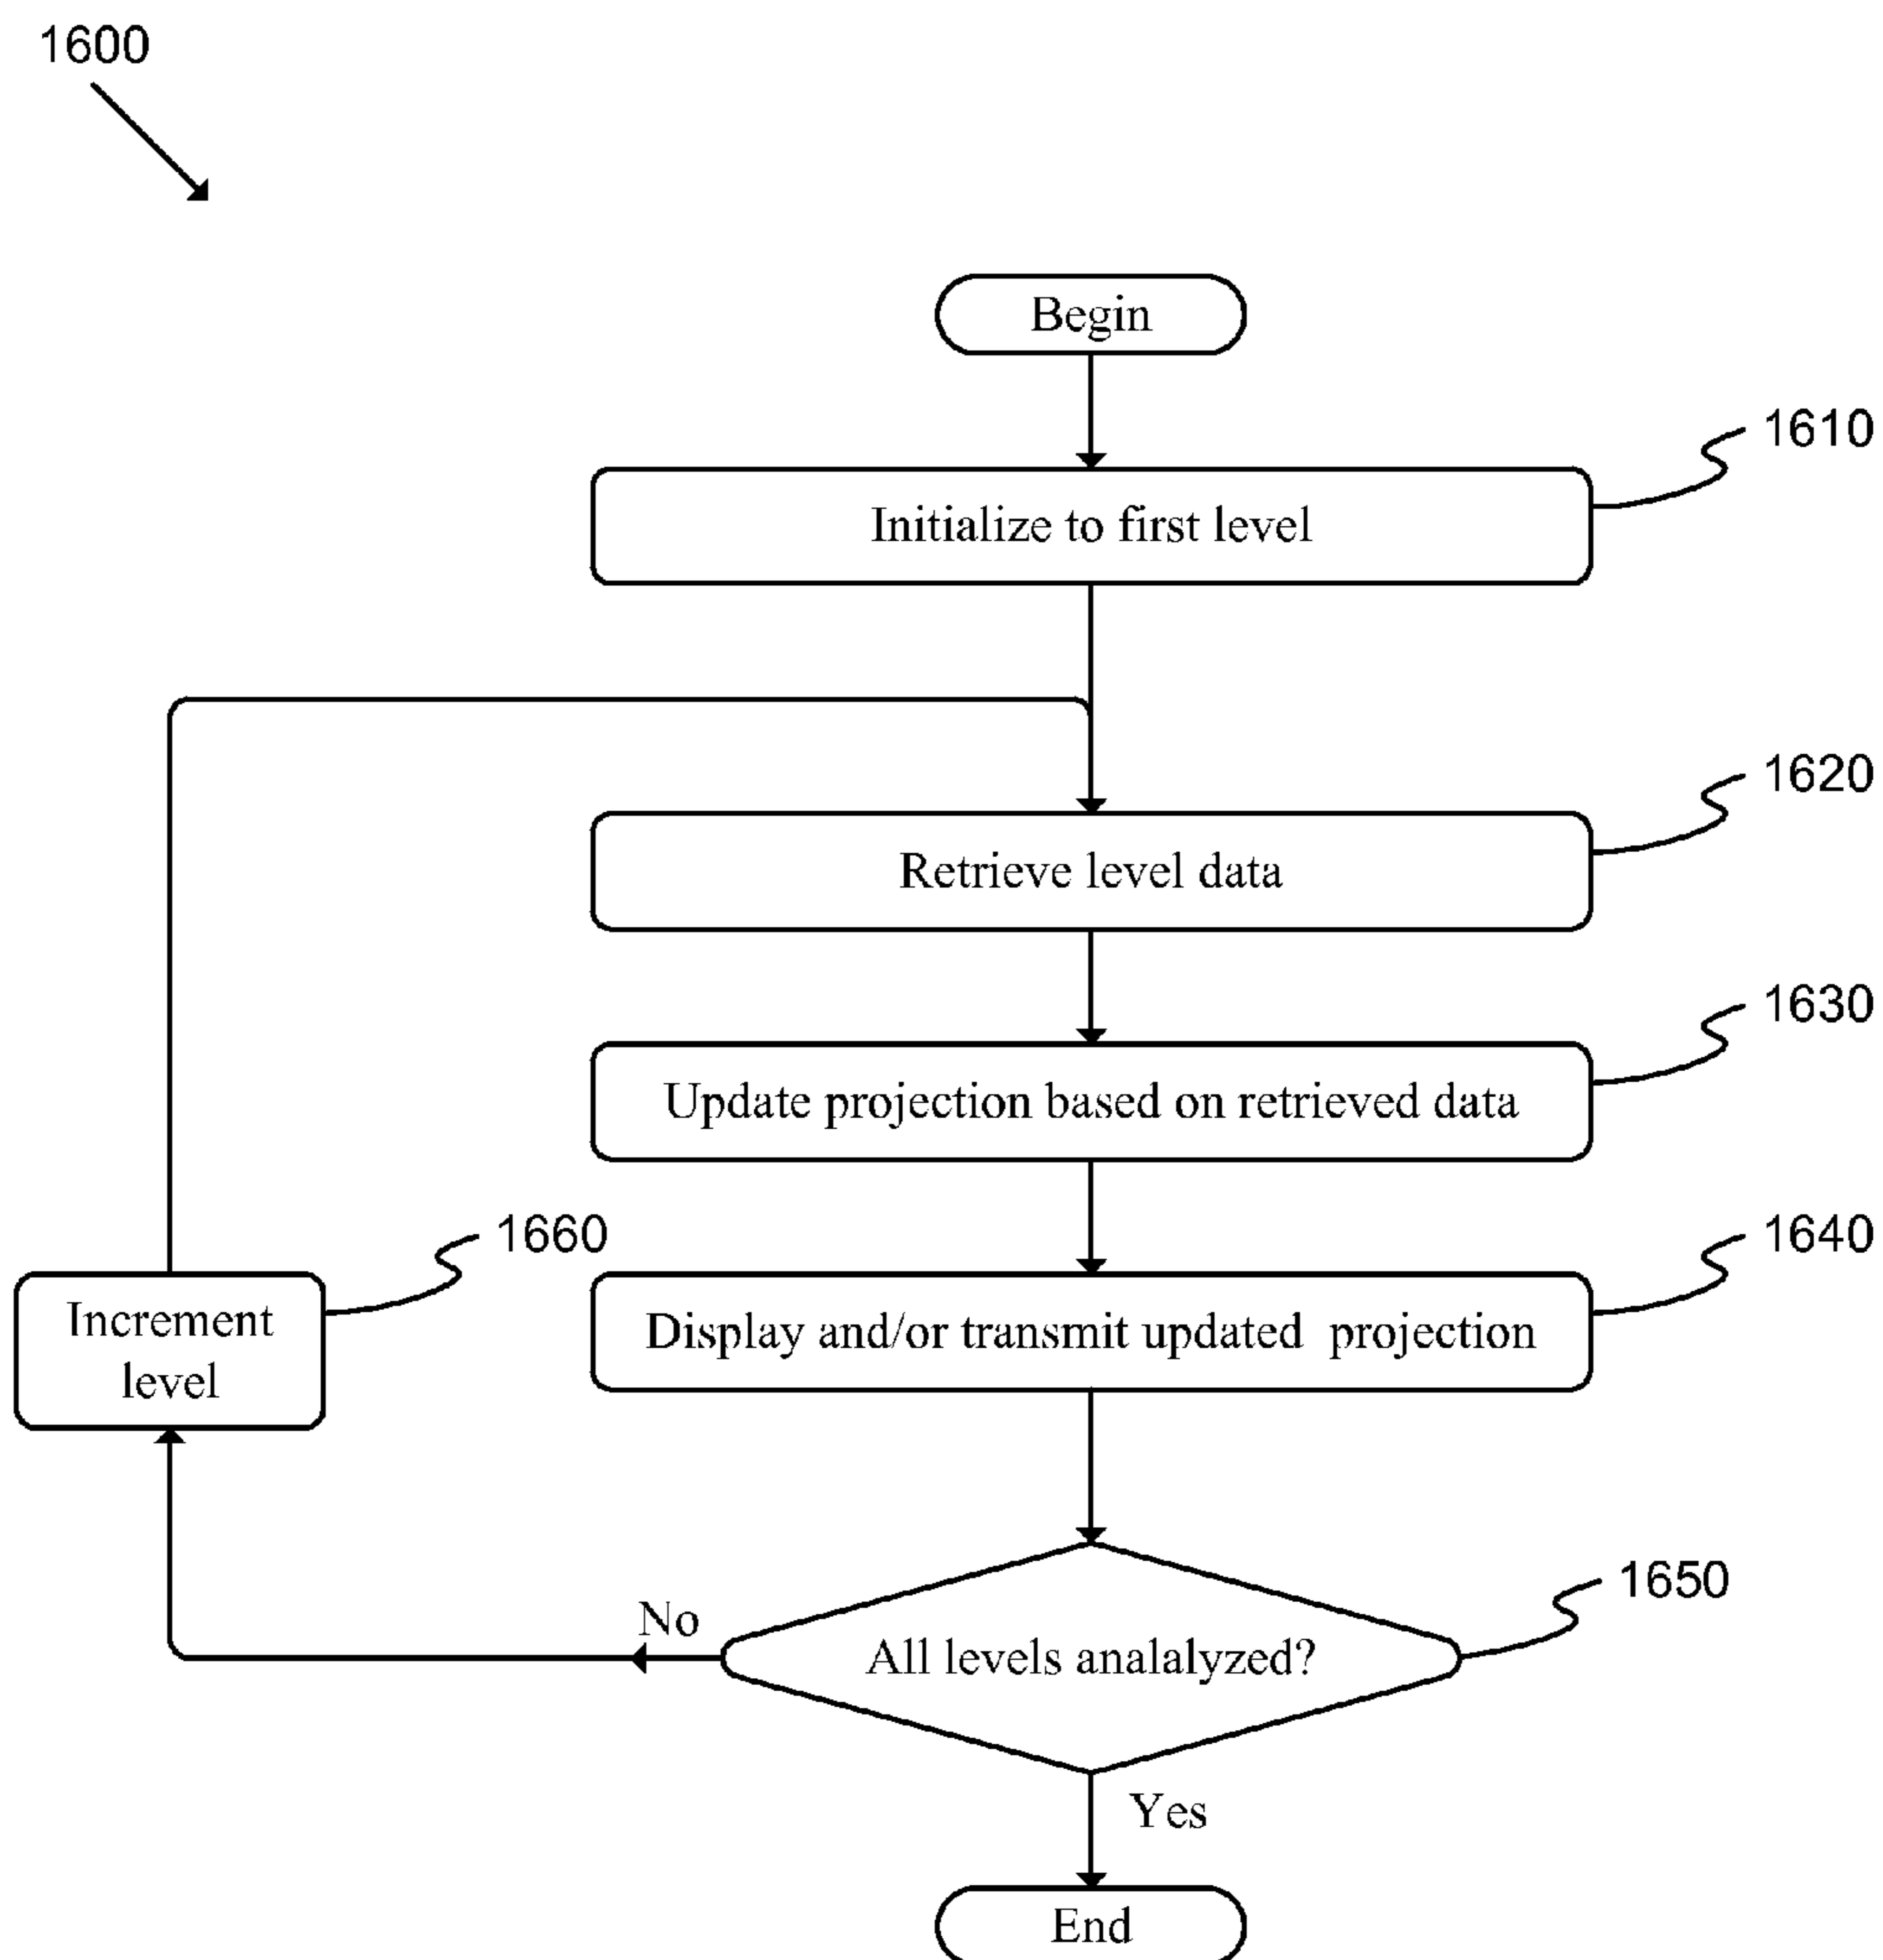 1600
Begin
1610
Initialize to first level
1620
Retrieve level data
1630
Update projection based on retrieved data
1640
Display and/or transmit updated projection
1660
Increment
level
1650
All levels analalyzed?
No
Yes
End